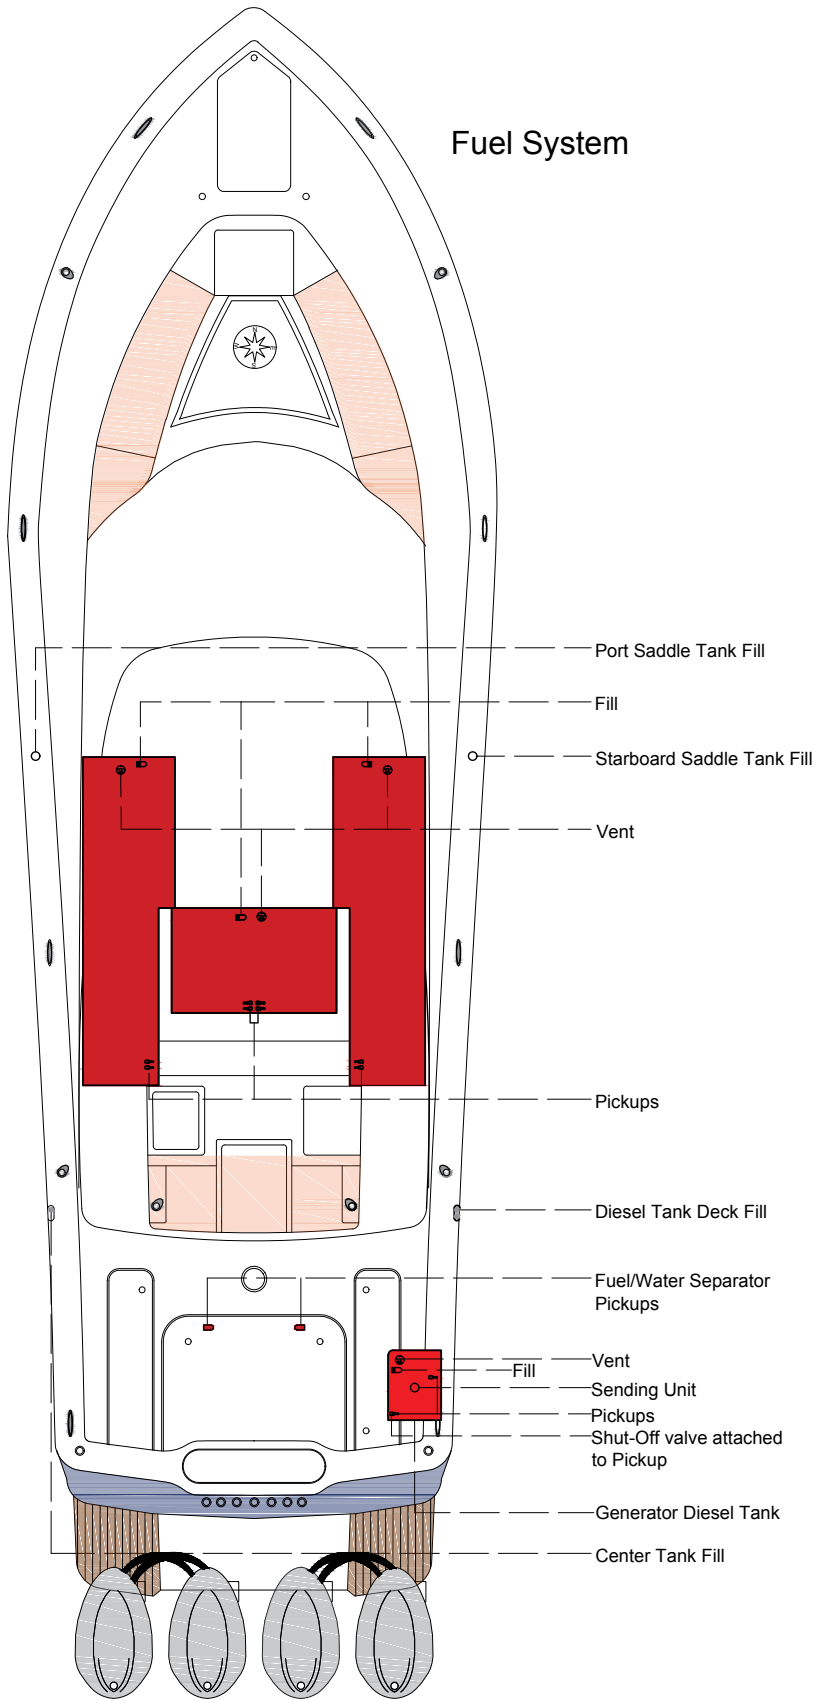 Fuel System
N
W
E
S
Port Saddle Tank Fill
Fill
Starboard Saddle Tank Fill
Vent
Pickups
Diesel Tank Deck Fill
Fuel/Water Separator
Pickups
Vent
Fill
Sending Unit
Pickups
Shut-Off valve attached
to Pickup
Generator Diesel Tank
Center Tank Fill